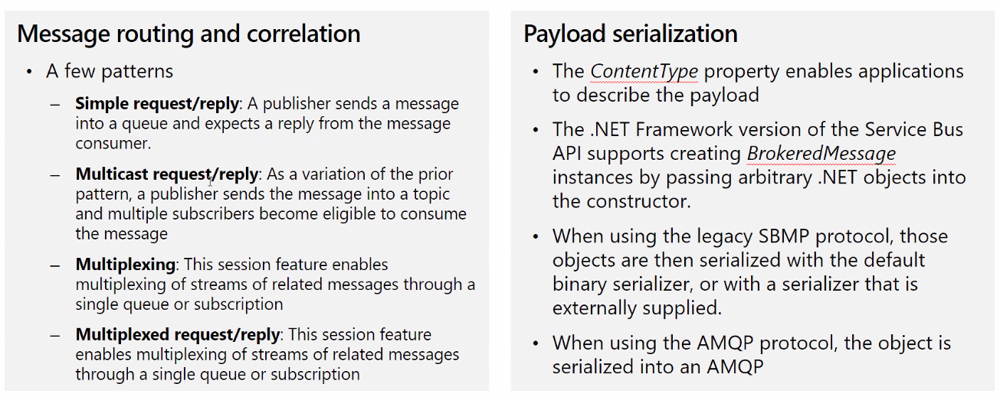 Message routing and correlation
• A few patterns
– Simple request/reply: A publisher sends a message
into a queue and expects a reply from the message
consumer.
– Multicast request/reply: As a variation of the prior
pattern, a publisher sends the message into a topic
and multiple subscribers become eligible to consume
the message
– Multiplexing: This session feature enables
multiplexing of streams of related messages through a
single queue or subscription
– Multiplexed request/reply: This session feature
enables multiplexing of streams of related messages
through a single queue or subscription
Payload serialization
• The ContentType property enables applications
to describe the payload
• The .NET Framework version of the Service Bus
API supports creating BrokeredMessage
instances by passing arbitrary .NET objects into
the constructor.
• When using the legacy SBMP protocol, those
objects are then serialized with the default
binary serializer, or with a serializer that is
externally supplied.
• When using the AMQP protocol, the object is
serialized into an AMQP